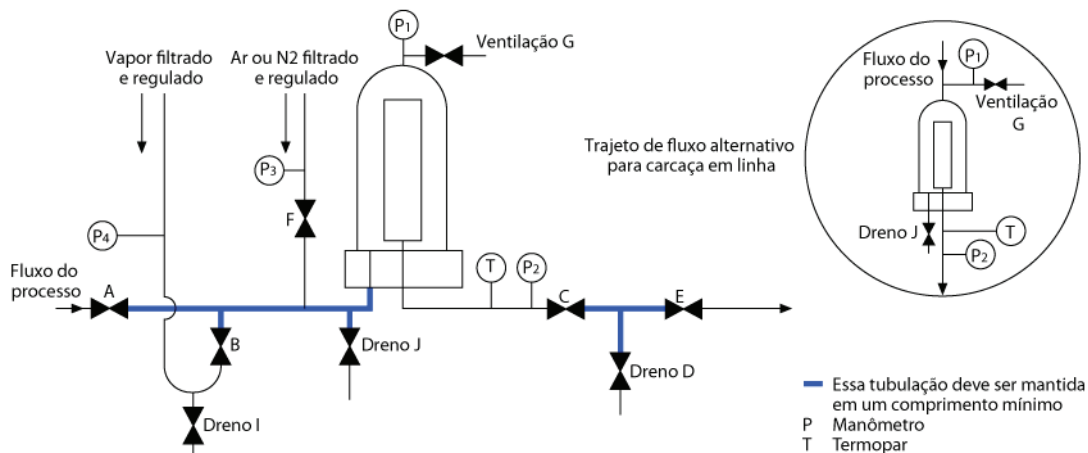 P1
Ventilação G
Vapor filtrado
e regulado
Ar ou N2 filtrado
e regulado
P3
F
P4
Fluxo do
processo
A
B
Dreno I
Dreno J
T
P2
C
E
Dreno D
Trajeto de fluxo alternativo
para carcaça em linha
Fluxo do
processo
P1
Ventilação
G
Dreno J
T
P2
Essa tubulação deve ser mantida
em um comprimento mínimo
P Manômetro
T Termopar